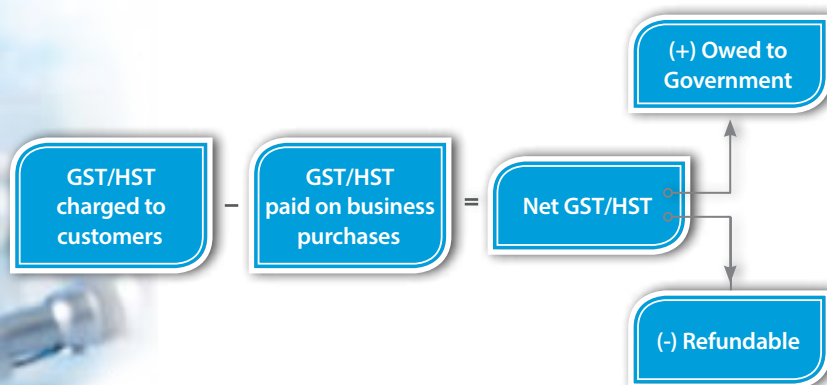 (+) Owed to
Government
GST/HST
charged to
customers
–
GST/HST
paid on business
purchases
=
Net GST/HST
(-) Refundable